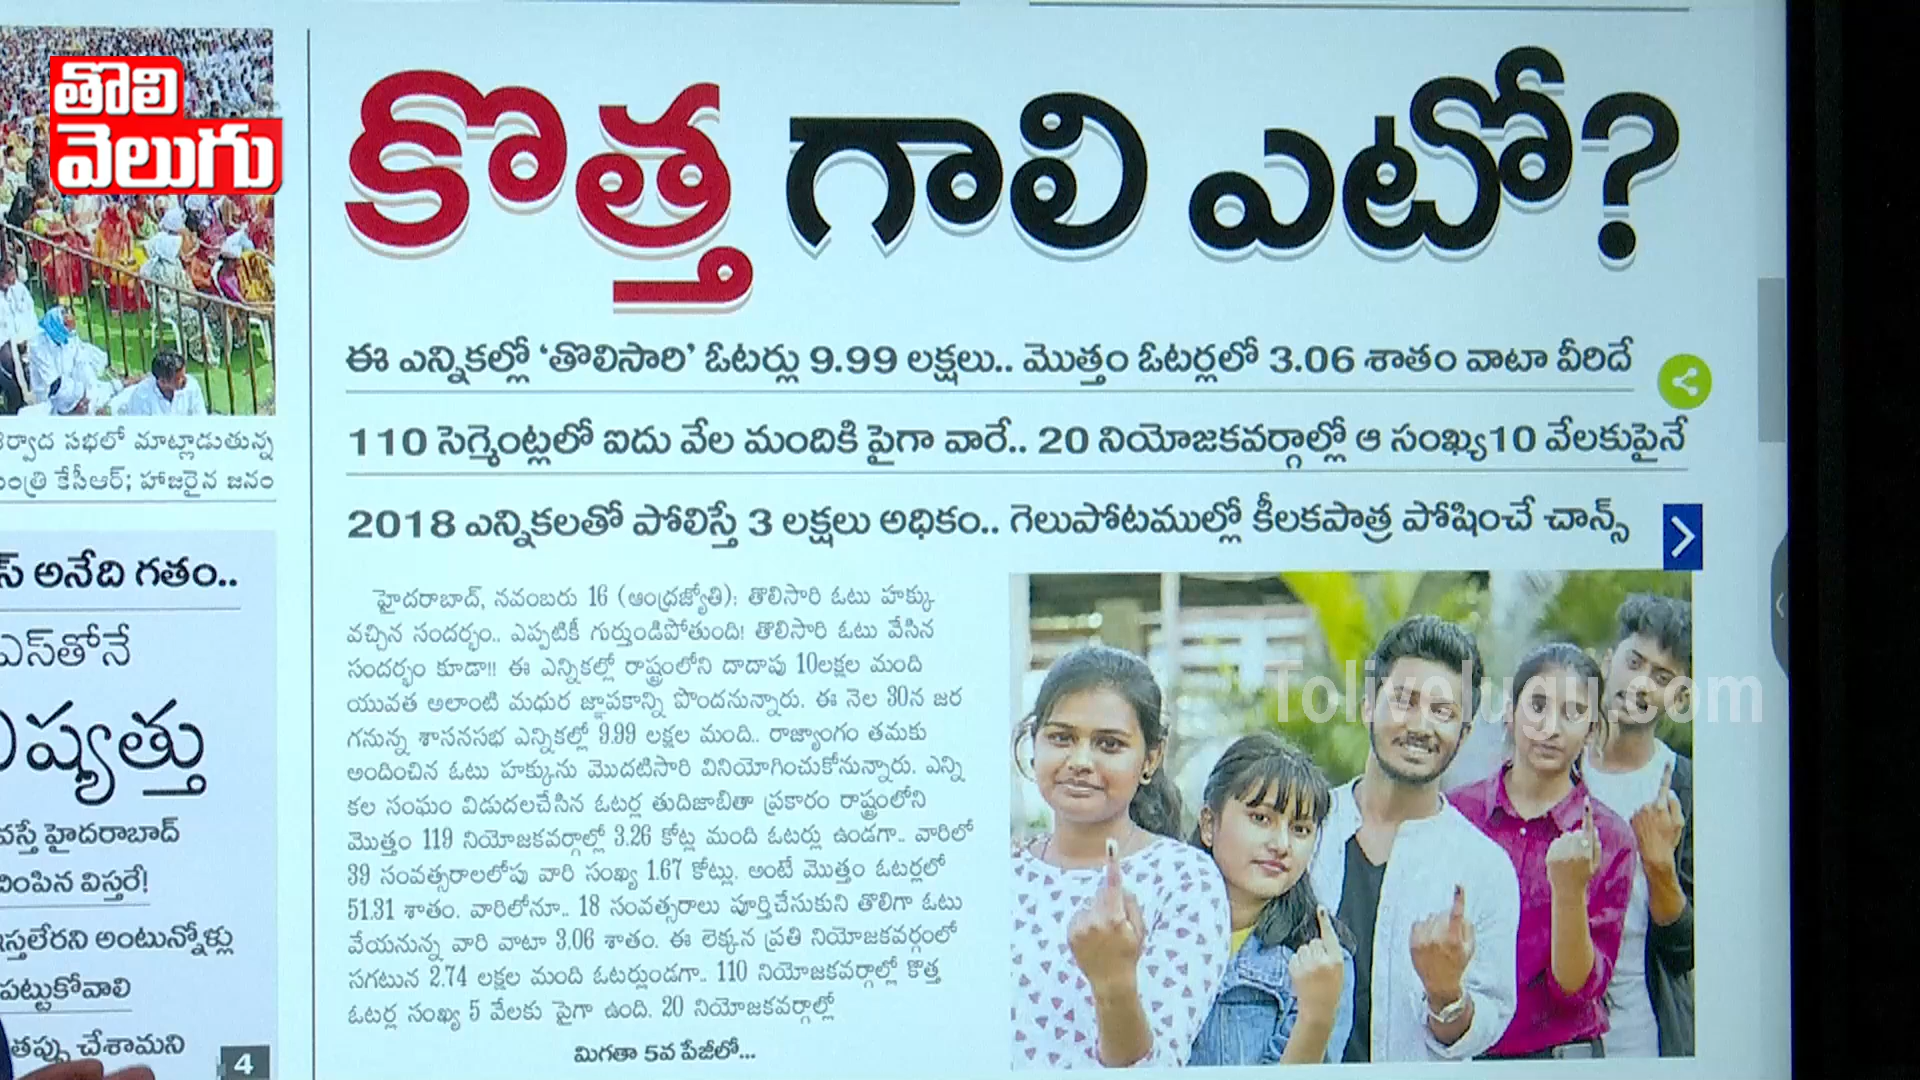 తొలి
వెలుగు
ర్వాద సభలో మాట్లాడుతున్న
కేసీఆర్; హాజరైన జనం
అనేది గతం..
ఎస్‌తోనే
ష్యత్తు
వస్తే హైదరాబాద్
విస్తరే!
అంటున్నోళ్లు
పట్టుకోవాలి
తప్పు చేశామని
4
కొత్త గాలి ఎటో?
ఈ ఎన్నికల్లో ‘తొలిసారి’ ఓటర్లు 9.99 లక్షలు.. మొత్తం ఓటర్లలో 3.06 శాతం వాటా వీరిదే
110 సెగ్మెంట్లలో ఐదు వేల మందికి పైగా వారే.. 20 నియోజకవర్గాల్లో ఆ సంఖ్య10 వేలకుపైనే
2018 ఎన్నికలతో పోలిస్తే 3 లక్షలు అధికం.. గెలుపోటముల్లో కీలకపాత్ర పోషించే చాన్స్
హైదరాబాద్, నవంబరు 16 (ఆంధ్రజ్యోతి): తొలిసారి ఓటు హక్కు
వచ్చిన సందర్భం.. ఎప్పటికీ గుర్తుండిపోతుంది! తొలిసారి ఓటు వేసిన
సందర్భం కూడా!! ఈ ఎన్నికల్లో రాష్ట్రంలోని దాదాపు 10లక్షల మంది
యువత అలాంటి మధుర జ్ఞాపకాన్ని పొందనున్నారు. ఈ నెల 30న జర
గనున్న శాసనసభ ఎన్నికల్లో 9.99 లక్షల మంది.. రాజ్యాంగం తమకు
అందించిన ఓటు హక్కును మొదటిసారి వినియోగించుకోనున్నారు. ఎన్ని
కల సంఘం విడుదలచేసిన ఓటర్ల తుదిజాబితా ప్రకారం రాష్ట్రంలోని
మొత్తం 119 నియోజకవర్గాల్లో 3.26 కోట్ల మంది ఓటర్లు ఉండగా.. వారిలో
39 సంవత్సరాలలోపు వారి సంఖ్య 1.67 కోట్లు. అంటే మొత్తం ఓటర్లలో
51.31 శాతం. వారిలోనూ.. 18 సంవత్సరాలు పూర్తిచేసుకుని తొలిగా ఓటు
వేయనున్న వారి వాటా 3.06 శాతం. ఈ లెక్కన ప్రతి నియోజకవర్గంలో
సగటున 2.74 లక్షల మంది ఓటర్లుండగా.. 110 నియోజకవర్గాల్లో కొత్త
ఓటర్ల సంఖ్య 5 వేలకు పైగా ఉంది. 20 నియోజకవర్గాల్లో
మిగతా 5వ పేజీలో...
Tolivelugu.com